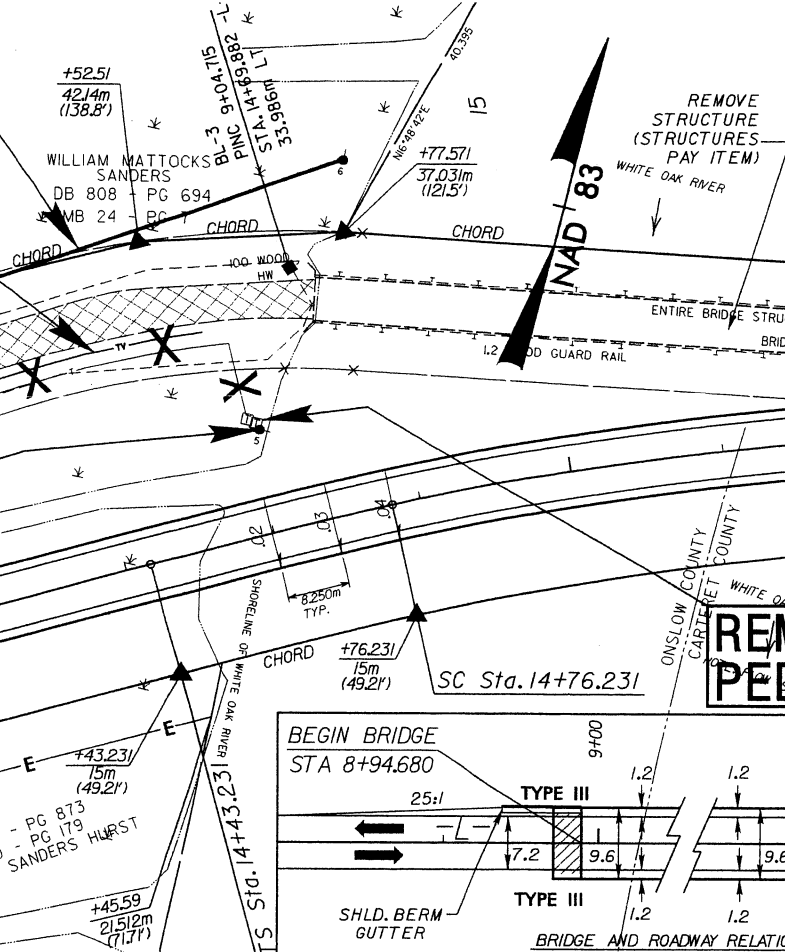 +52.51
42.14m
(138.8')
BL-3
PINC 9+04.715
STA.14+69.882 -L-
33.986m LT
40.395
N16°48'42"E
15
+77.571
37.031m
(121.5')
REMOVE
STRUCTURE
(STRUCTURES
PAY ITEM)
WHITE OAK RIVER
NAD 83
WILLIAM MATTOCKS
SANDERS
DB 808 - PG 694
MB 24 - PG 7
6
CHORD
CHORD
CHORD
WOOD
HW
ENTIRE BRIDGE STRU
BRID
1.2
GUARD RAIL
TV
5
.02
.03
.04
8.250m
TYP.
SHORELINE OF WHITE OAK RIVER
ONSLOW COUNTY
CARTERET COUNTY
WHITE O
REM
PED
CHORD
+76.231
15m
(49.21')
SC Sta.14+76.231
E
E
+43.231
15m
(49.21')
- PG 873
- PG 179
SANDERS HURST
+45.59
21.512m
(71.71')
TS Sta.14+43.231
BEGIN BRIDGE
STA 8+94.680
9+00
25:1
TYPE III
1.2
1.2
-L-
7.2
9.6
9.6
TYPE III
SHLD. BERM
GUTTER
1.2
1.2
BRIDGE AND ROADWAY RELATIO